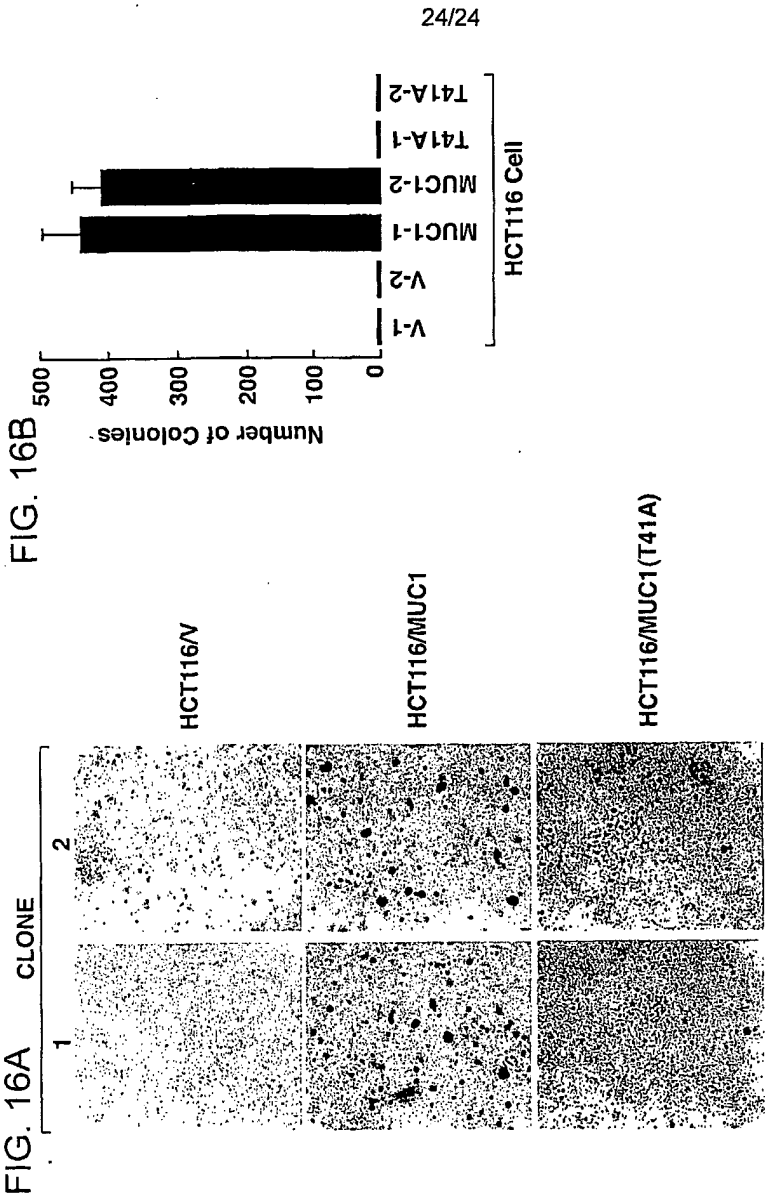 24/24
FIG. 16A
CLONE
1
2
HCT116/V
HCT116/MUC1
HCT116/MUC1(T41A)
FIG. 16B
Number of Colonies
500
400
300
200
100
0
V-1
V-2
MUC1-1
MUC1-2
T41A-1
T41A-2
HCT116 Cell